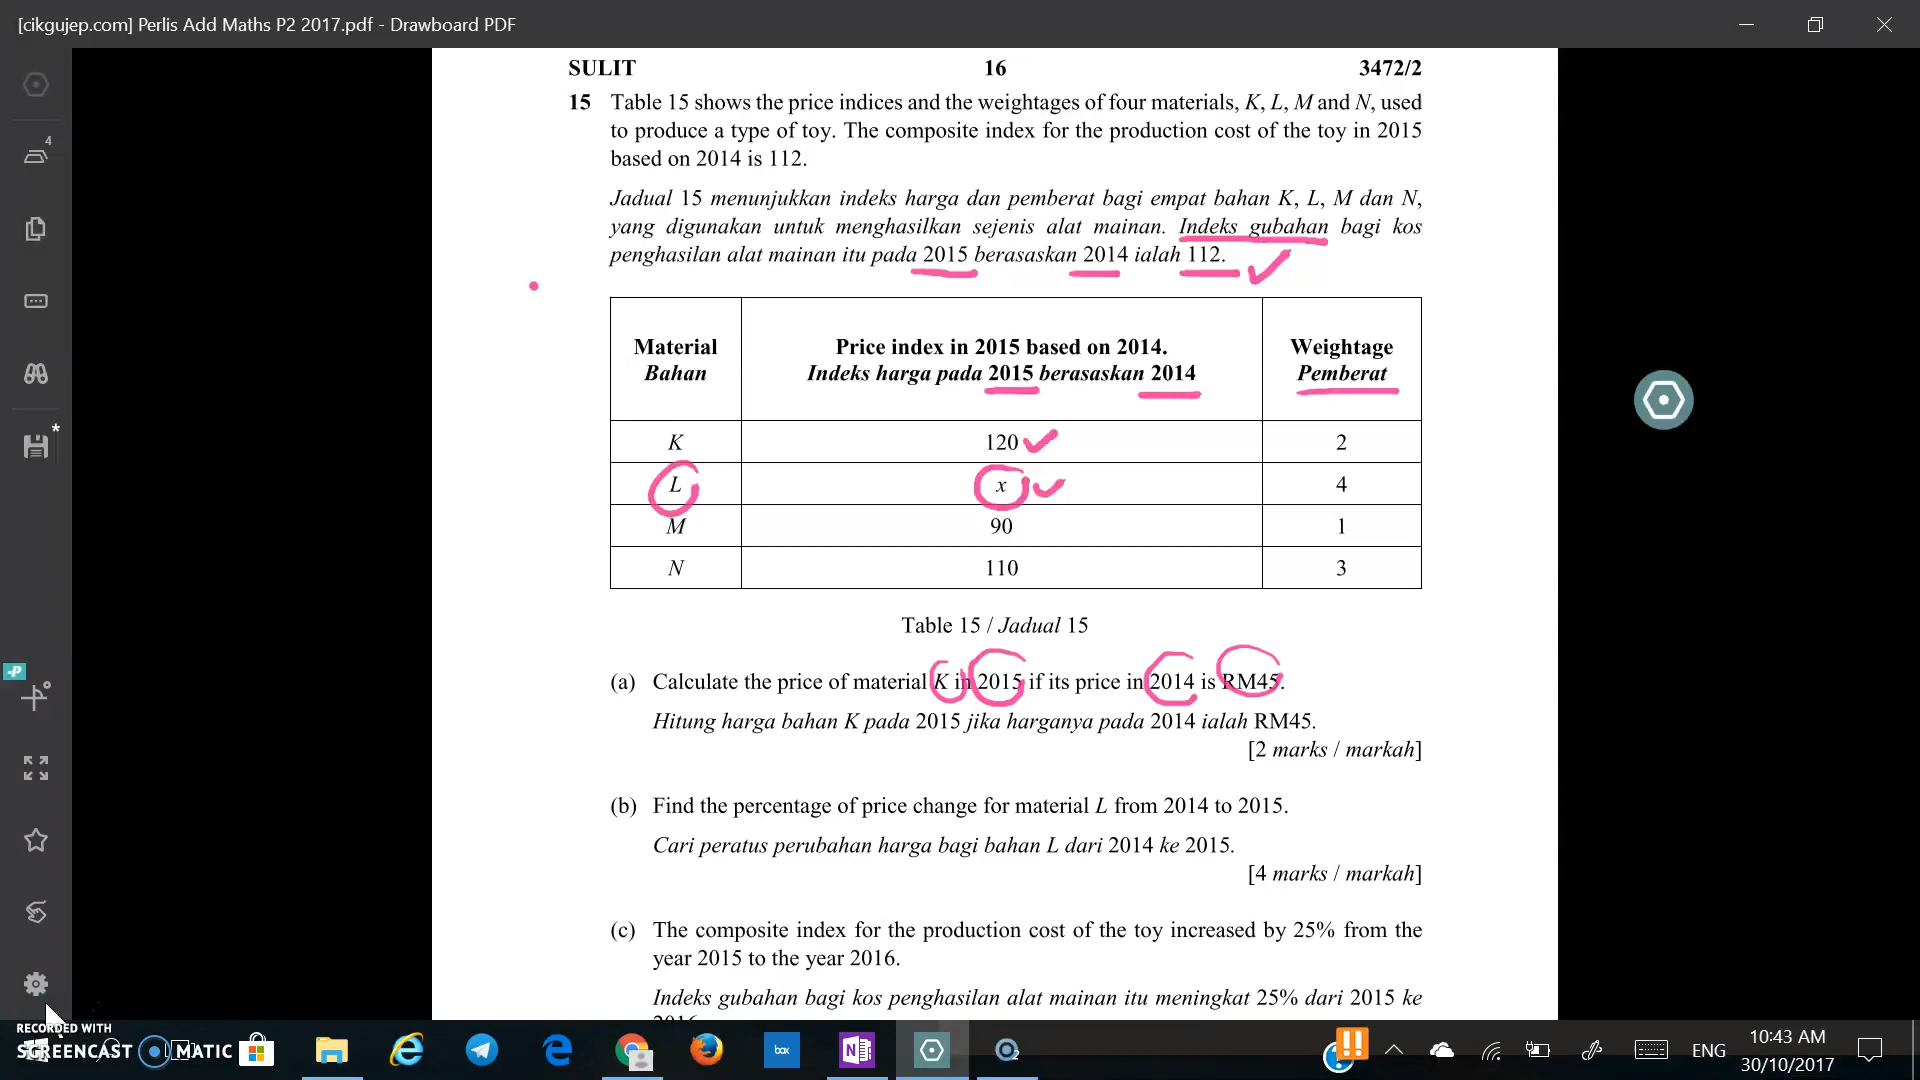 [cikgujep.com] Perlis Add Maths P2 2017.pdf - Drawboard PDF
SULIT 16 3472/2
15 Table 15 shows the price indices and the weightages of four materials, K, L, M and N, used
to produce a type of toy. The composite index for the production cost of the toy in 2015
based on 2014 is 112.
Jadual 15 menunjukkan indeks harga dan pemberat bagi empat bahan K, L, M dan N,
yang digunakan untuk menghasilkan sejenis alat mainan. Indeks gubahan bagi kos
penghasilan alat mainan itu pada 2015 berasaskan 2014 ialah 112.
Material Price index in 2015 based on 2014. Weightage
Bahan Indeks harga pada 2015 berasaskan 2014 Pemberat
K 120 2
L x 4
M 90 1
N 110 3
Table 15 / Jadual 15
(a) Calculate the price of material K in 2015 if its price in 2014 is RM45.
Hitung harga bahan K pada 2015 jika harganya pada 2014 ialah RM45.
[2 marks / markah]
(b) Find the percentage of price change for material L from 2014 to 2015.
Cari peratus perubahan harga bagi bahan L dari 2014 ke 2015.
[4 marks / markah]
(c) The composite index for the production cost of the toy increased by 25% from the
year 2015 to the year 2016.
Indeks gubahan bagi kos penghasilan alat mainan itu meningkat 25% dari 2015 ke
4
P
RECORDED WITH
SCREENCAST MATIC
box
N
2
ENG
10:43 AM
30/10/2017